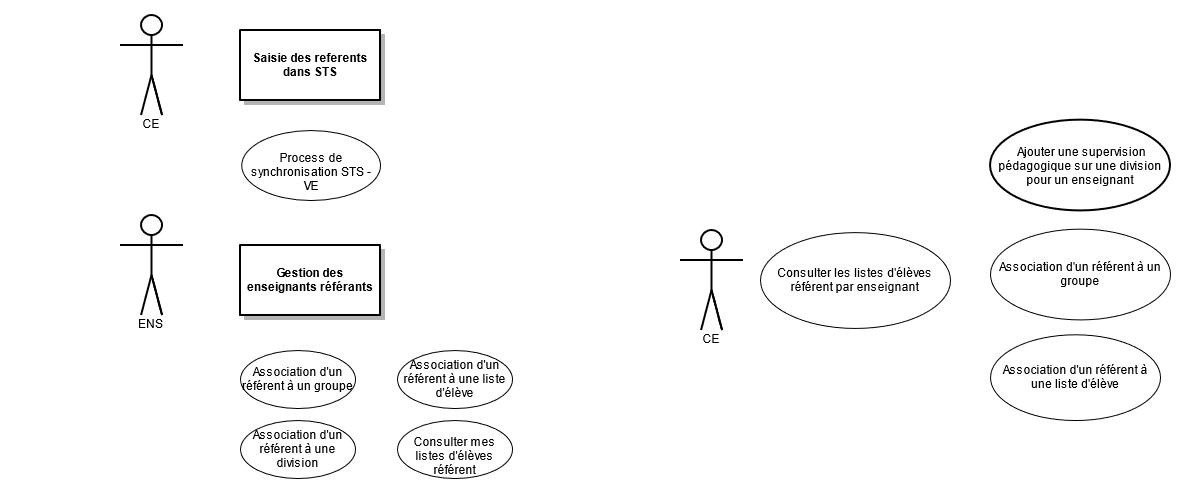 Saisie des referents
dans STS
CE
Process de
synchronisation STS -
VE
ENS
Gestion des
enseignants référants
Association d'un
référent à un groupe
Association d'un
référent à une liste
d'élève
Association d'un
référent à une
division
Consulter mes
listes d'élèves
référent
CE
Consulter les listes d'élèves
référent par enseignant
Ajouter une supervision
pédagogique sur une division
pour un enseignant
Association d'un référent à un
groupe
Association d'un référent à
une liste d'élève